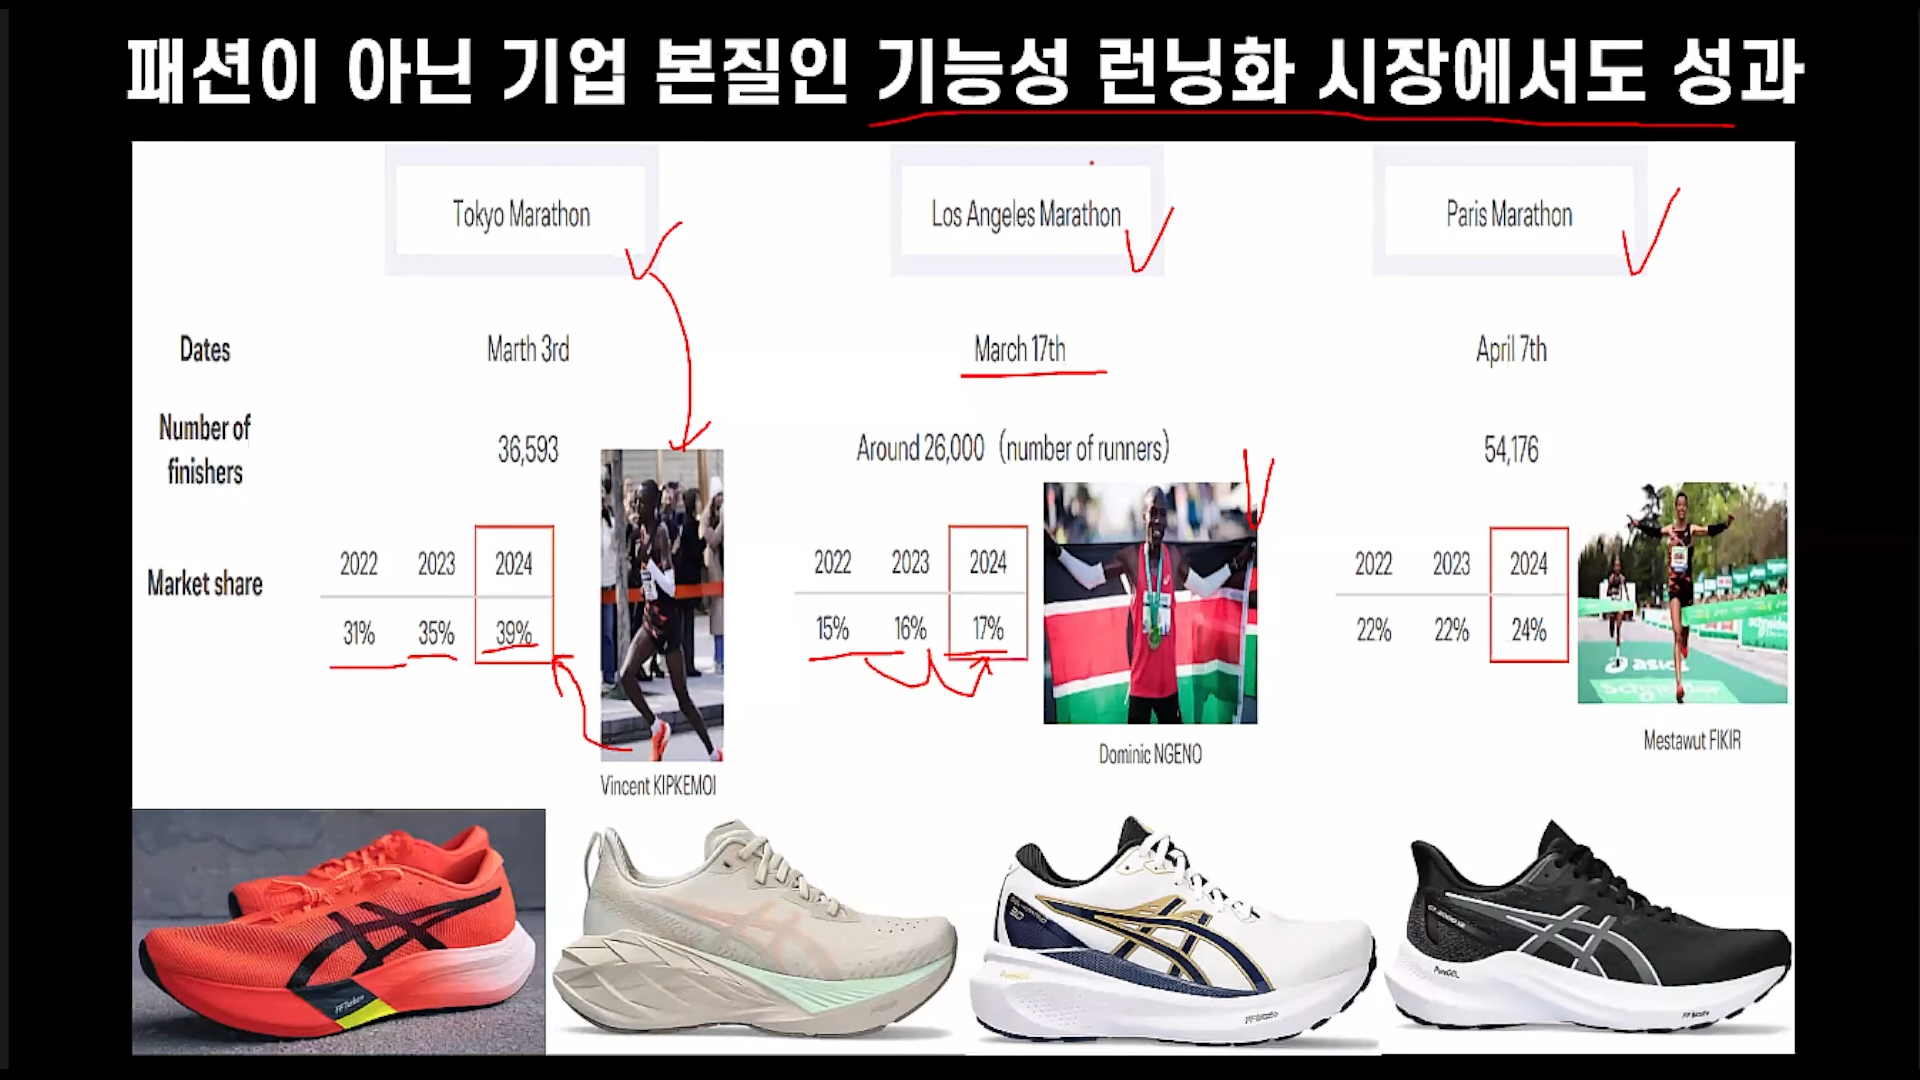 패션이 아닌 기업 본질인 기능성 런닝화 시장에서도 성과
Tokyo Marathon
Los Angeles Marathon
Paris Marathon
Dates
Marth 3rd
March 17th
April 7th
Number of
finishers
36,593
Around 26,000 (number of runners)
54,176
Market share
2022 2023 2024
31% 35% 39%
2022 2023 2024
15% 16% 17%
2022 2023 2024
22% 22% 24%
asics
Vincent KIPKEMOI
Dominic NGENO
Mestawut FIKIR
FF Turbo
PureGEL